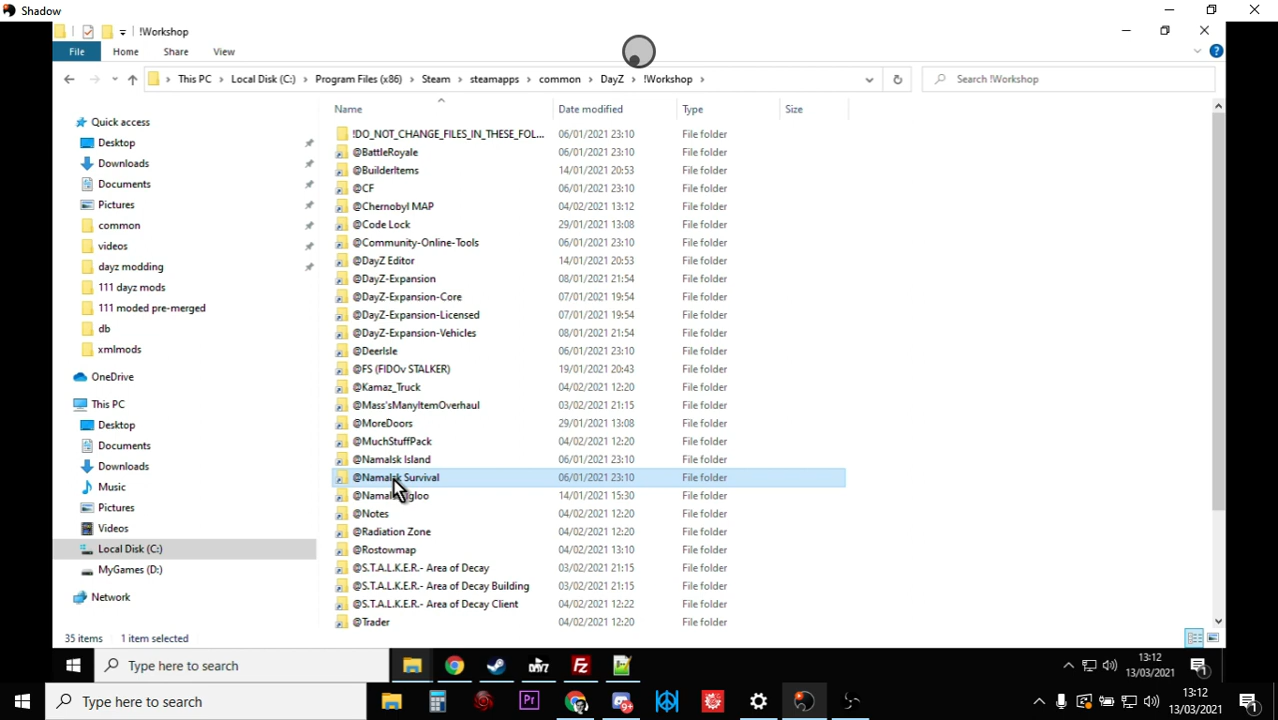 Shadow
!Workshop
File Home Share View
This PC Local Disk (C:) Program Files (x86) Steam steamapps common DayZ !Workshop
Search !Workshop
Name Date modified Type Size
Quick access
Desktop
Downloads
Documents
Pictures
common
videos
dayz modding
111 dayz mods
111 moded pre-merged
db
xmlmods
OneDrive
This PC
Desktop
Documents
Downloads
Music
Pictures
Videos
Local Disk (C:)
MyGames (D:)
Network
!DO_NOT_CHANGE_FILES_IN_THESE_FOL... 06/01/2021 23:10 File folder
@BattleRoyale 06/01/2021 23:10 File folder
@BuilderItems 14/01/2021 20:53 File folder
@CF 06/01/2021 23:10 File folder
@Chernobyl MAP 04/02/2021 13:12 File folder
@Code Lock 29/01/2021 13:08 File folder
@Community-Online-Tools 06/01/2021 23:10 File folder
@DayZ Editor 14/01/2021 20:53 File folder
@DayZ-Expansion 08/01/2021 21:54 File folder
@DayZ-Expansion-Core 07/01/2021 19:54 File folder
@DayZ-Expansion-Licensed 07/01/2021 19:54 File folder
@DayZ-Expansion-Vehicles 08/01/2021 21:54 File folder
@DeerIsle 06/01/2021 23:10 File folder
@FS (FIDOv STALKER) 19/01/2021 20:43 File folder
@Kamaz_Truck 04/02/2021 12:20 File folder
@Mass'sManyItemOverhaul 03/02/2021 21:15 File folder
@MoreDoors 29/01/2021 13:08 File folder
@MuchStuffPack 04/02/2021 12:20 File folder
@Namalsk Island 06/01/2021 23:10 File folder
@Namalsk Survival 06/01/2021 23:10 File folder
14/01/2021 15:30 File folder
@Notes 04/02/2021 12:20 File folder
@Radiation Zone 04/02/2021 12:20 File folder
@Rostowmap 04/02/2021 13:10 File folder
@S.T.A.L.K.E.R.- Area of Decay 03/02/2021 21:15 File folder
@S.T.A.L.K.E.R.- Area of Decay Building 03/02/2021 21:15 File folder
@S.T.A.L.K.E.R.- Area of Decay Client 04/02/2021 12:22 File folder
@Trader 04/02/2021 12:20 File folder
35 items 1 item selected
Type here to search
13:12
13/03/2021
Type here to search
13:12
13/03/2021